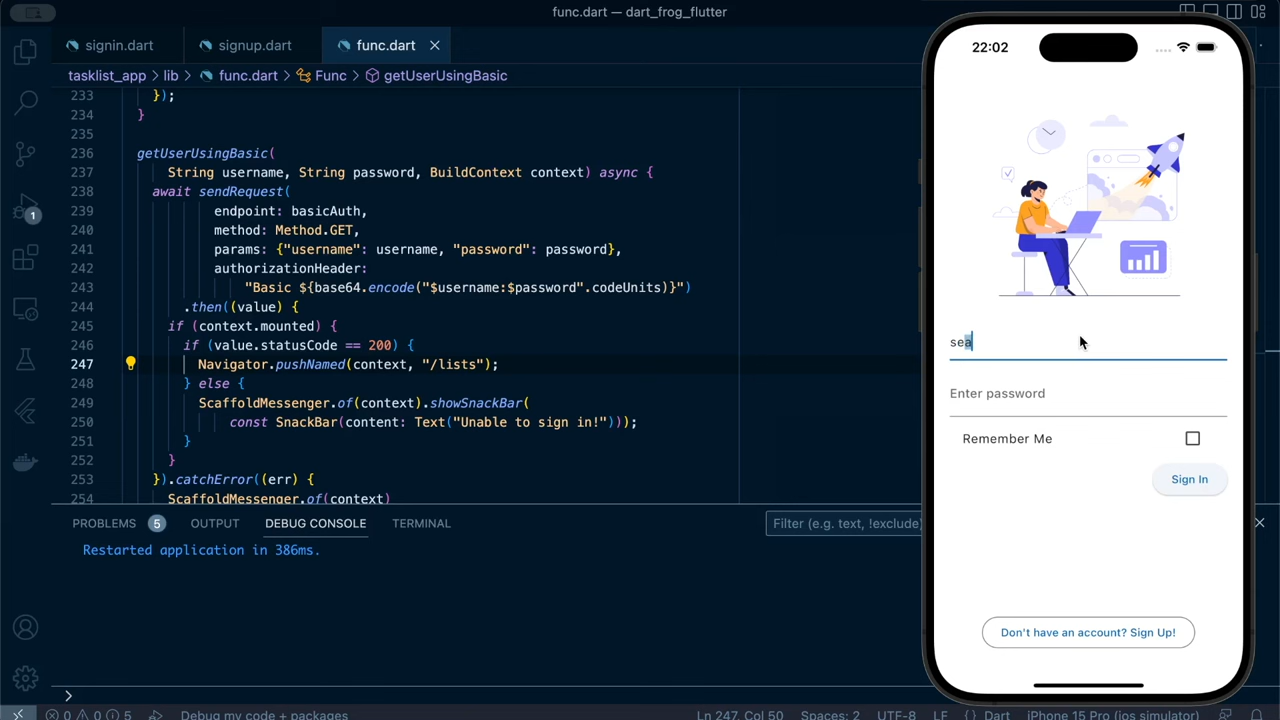 func.dart — dart_frog_flutter
signin.dart
signup.dart
func.dart
tasklist_app > lib > func.dart > Func > getUserUsingBasic
233 });
234 }
235
236 getUserUsingBasic(
237 String username, String password, BuildContext context) async {
238 await sendRequest(
239 endpoint: basicAuth,
240 method: Method.GET,
241 params: {"username": username, "password": password},
242 authorizationHeader:
243 "Basic ${base64.encode("$username:$password".codeUnits)}")
244 .then((value) {
245 if (context.mounted) {
246 if (value.statusCode == 200) {
247 Navigator.pushNamed(context, "/lists");
248 } else {
249 ScaffoldMessenger.of(context).showSnackBar(
250 const SnackBar(content: Text("Unable to sign in!")));
251 }
252 }
253 }).catchError((err) {
254 ScaffoldMessenger.of(context)
1
PROBLEMS 5 OUTPUT DEBUG CONSOLE TERMINAL
Filter (e.g. text, !exclude)
Restarted application in 386ms.
>
0 0 5 Debug my code + packages
Ln 247, Col 50 Spaces: 2 UTF-8 LF {} Dart iPhone 15 Pro (ios simulator)
22:02
sea
Enter password
Remember Me
Sign In
Don't have an account? Sign Up!